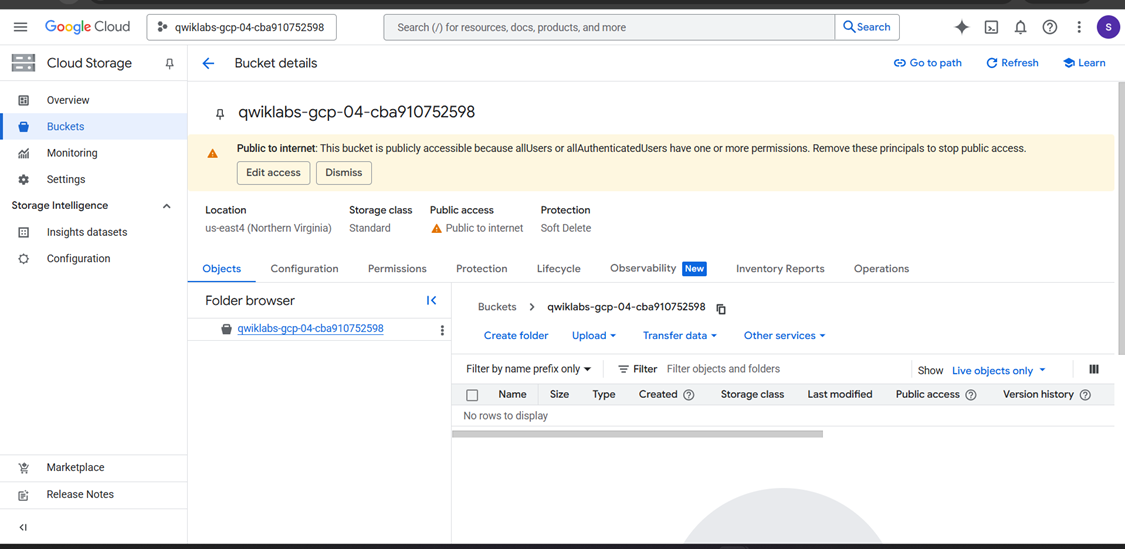 Google Cloud
qwiklabs-gcp-04-cba910752598
Search (/) for resources, docs, products, and more
Search
S
Cloud Storage
Bucket details
Go to path
Refresh
Learn
Overview
Buckets
Monitoring
Settings
Storage Intelligence
Insights datasets
Configuration
Marketplace
Release Notes
qwiklabs-gcp-04-cba910752598
Public to internet: This bucket is publicly accessible because allUsers or allAuthenticatedUsers have one or more permissions. Remove these principals to stop public access.
Edit access Dismiss
Location Storage class Public access Protection
us-east4 (Northern Virginia) Standard Public to internet Soft Delete
Objects Configuration Permissions Protection Lifecycle Observability New Inventory Reports Operations
Folder browser
qwiklabs-gcp-04-cba910752598
Buckets > qwiklabs-gcp-04-cba910752598
Create folder Upload Transfer data Other services
Filter by name prefix only Filter Filter objects and folders Show Live objects only
Name Size Type Created Storage class Last modified Public access Version history
No rows to display